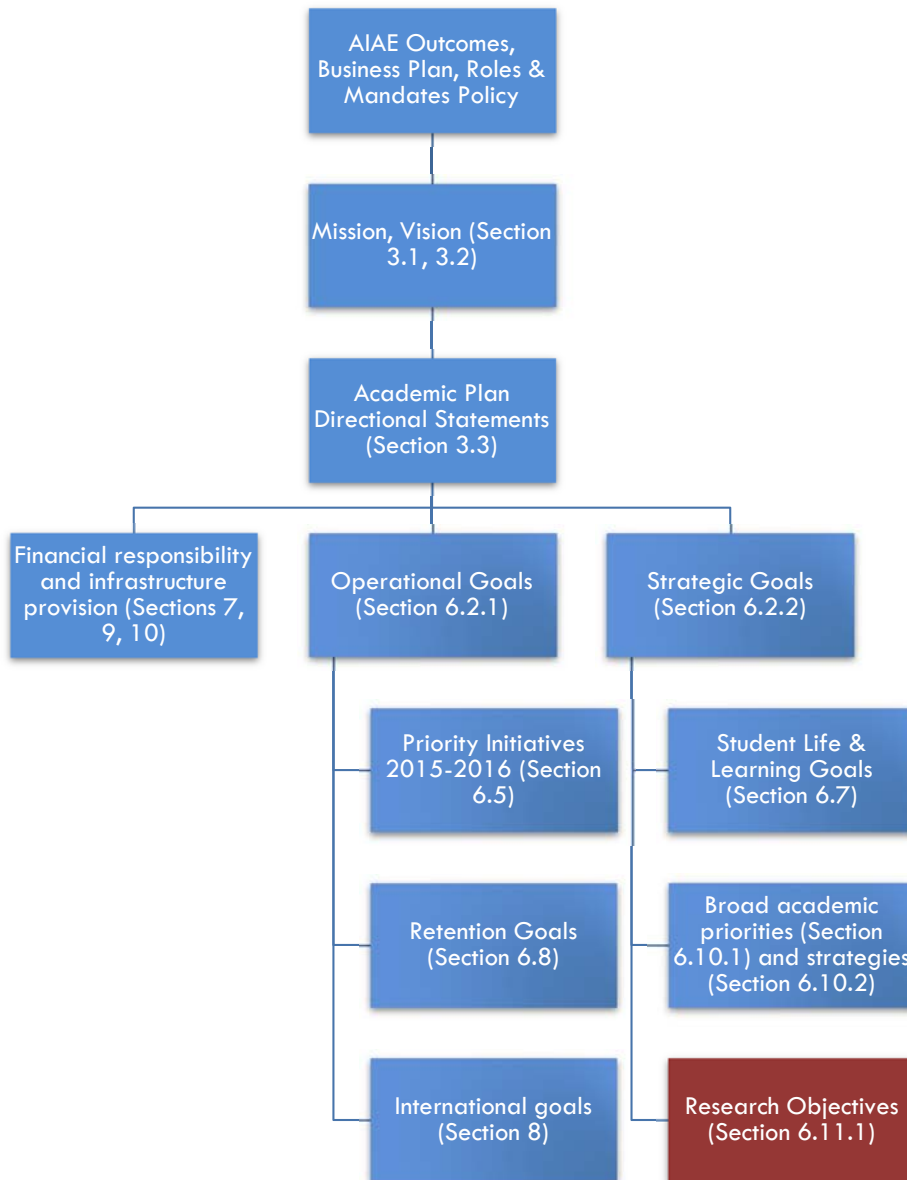 AIAE Outcomes,
Business Plan, Roles &
Mandates Policy
Mission, Vision (Section
3.1, 3.2)
Academic Plan
Directional Statements
(Section 3.3)
Financial responsibility
and infrastructure
provision (Sections 7,
9, 10)
Operational Goals
(Section 6.2.1)
Strategic Goals
(Section 6.2.2)
Priority Initiatives
2015-2016 (Section
6.5)
Student Life &
Learning Goals
(Section 6.7)
Retention Goals
(Section 6.8)
Broad academic
priorities (Section
6.10.1) and strategies
(Section 6.10.2)
International goals
(Section 8)
Research Objectives
(Section 6.11.1)